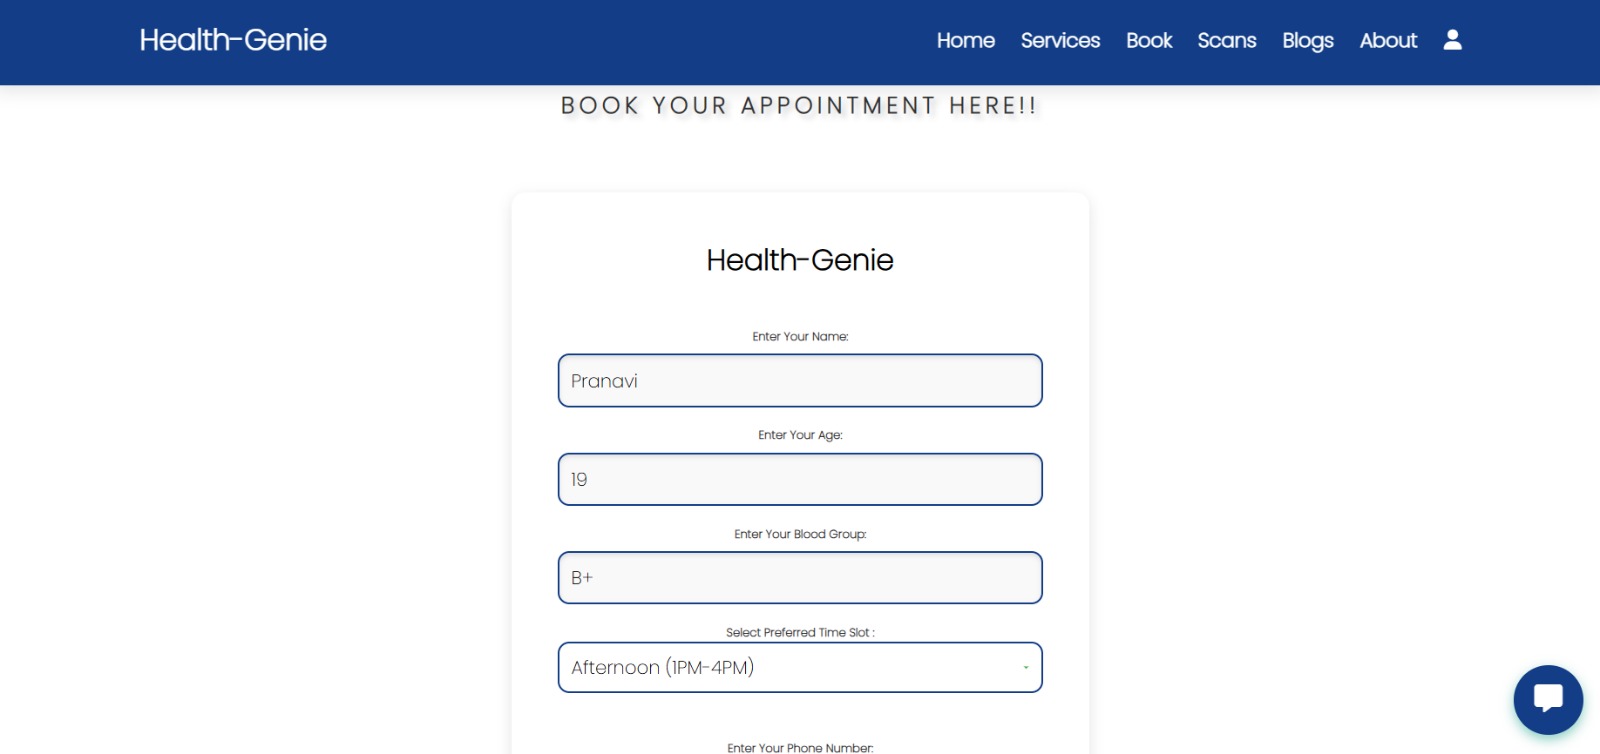 Health-Genie
Home Services Book Scans Blogs About
BOOK YOUR APPOINTMENT HERE!!
Health-Genie
Enter Your Name:
Pranavi
Enter Your Age:
19
Enter Your Blood Group:
B+
Select Preferred Time Slot :
Afternoon (1PM-4PM)
Enter Your Phone Number: